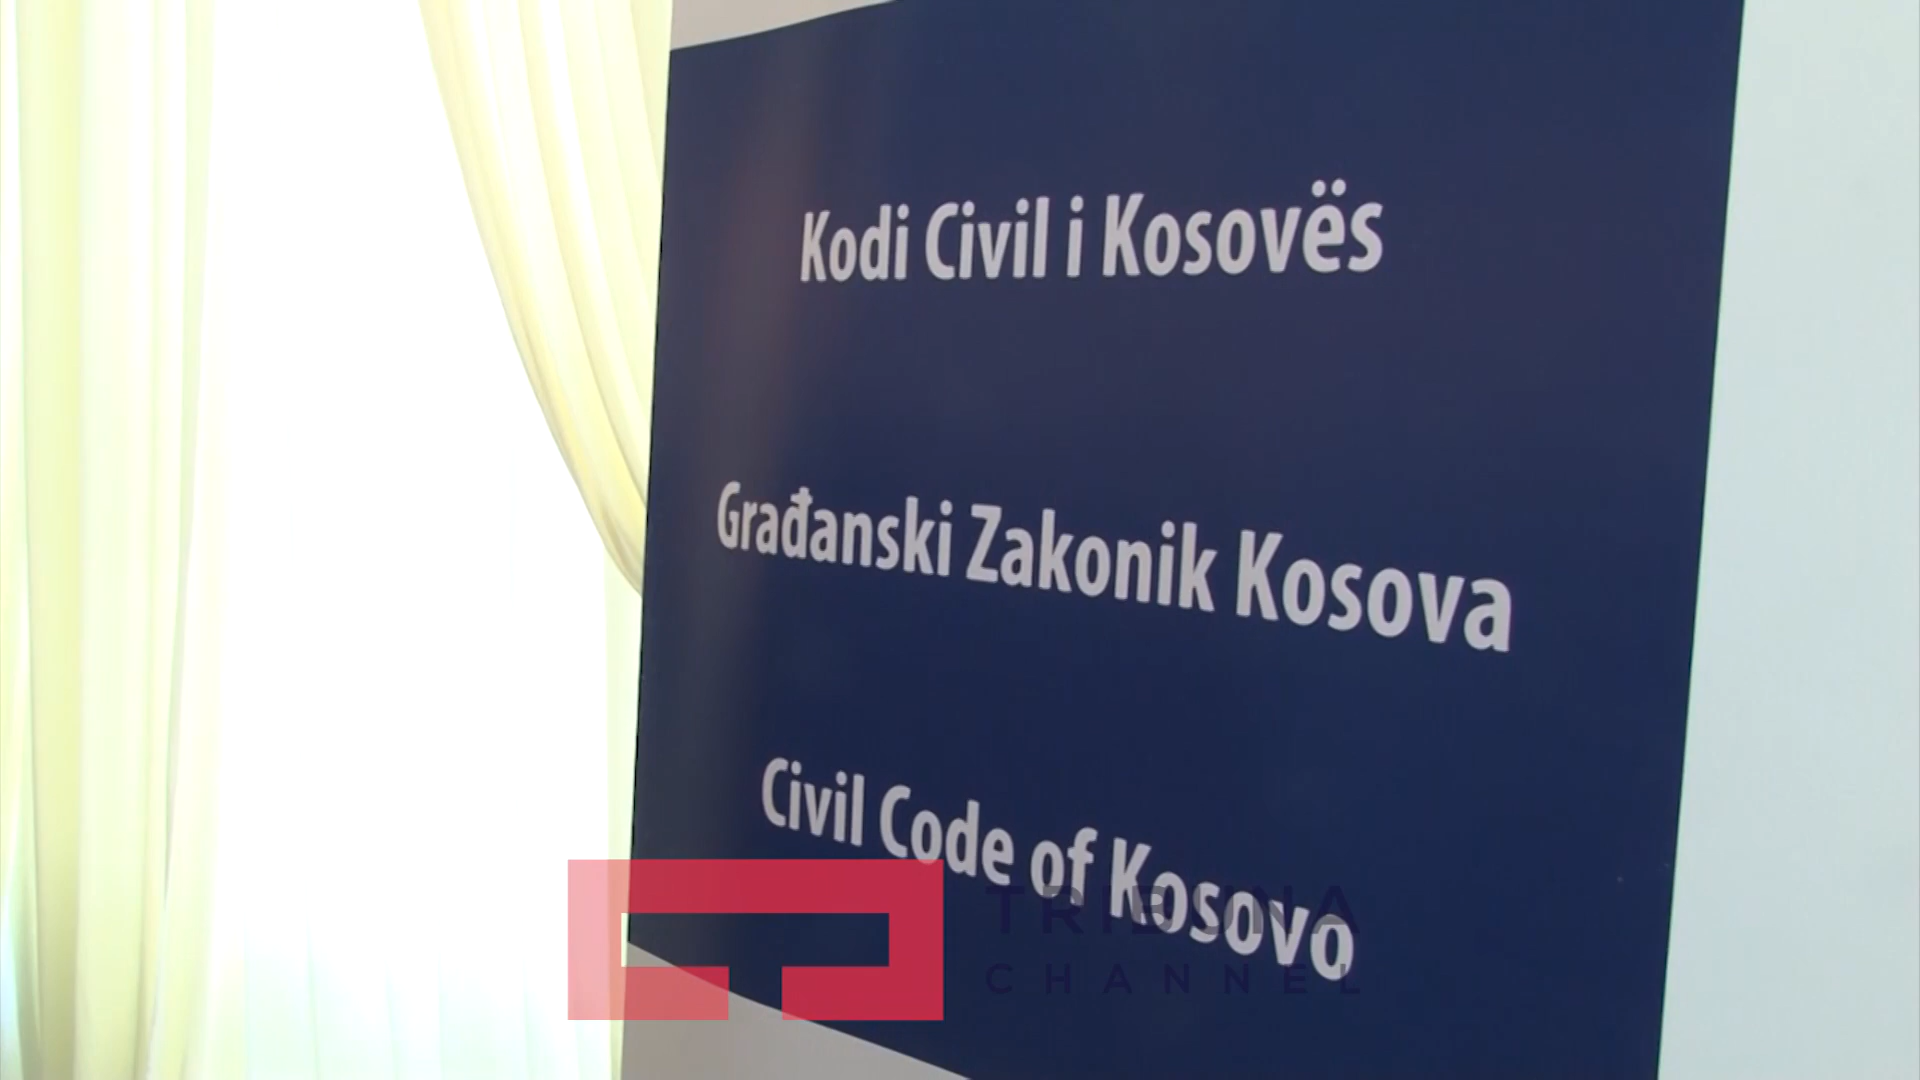 Kodi Civil i Kosovës
Građanski Zakonik Kosova
Civil Code of Kosovo
TRIBUNA
CHANNEL